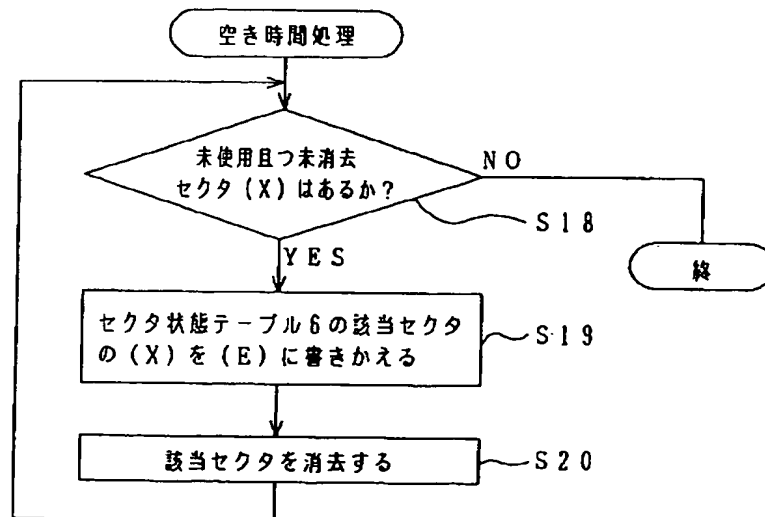 空き時間処理
未使用且つ未消去
セクタ(X)はあるか?
NO
S18
YES
終
セクタ状態テーブル6の該当セクタ
の(X)を(E)に書きかえる
S19
該当セクタを消去する
S20